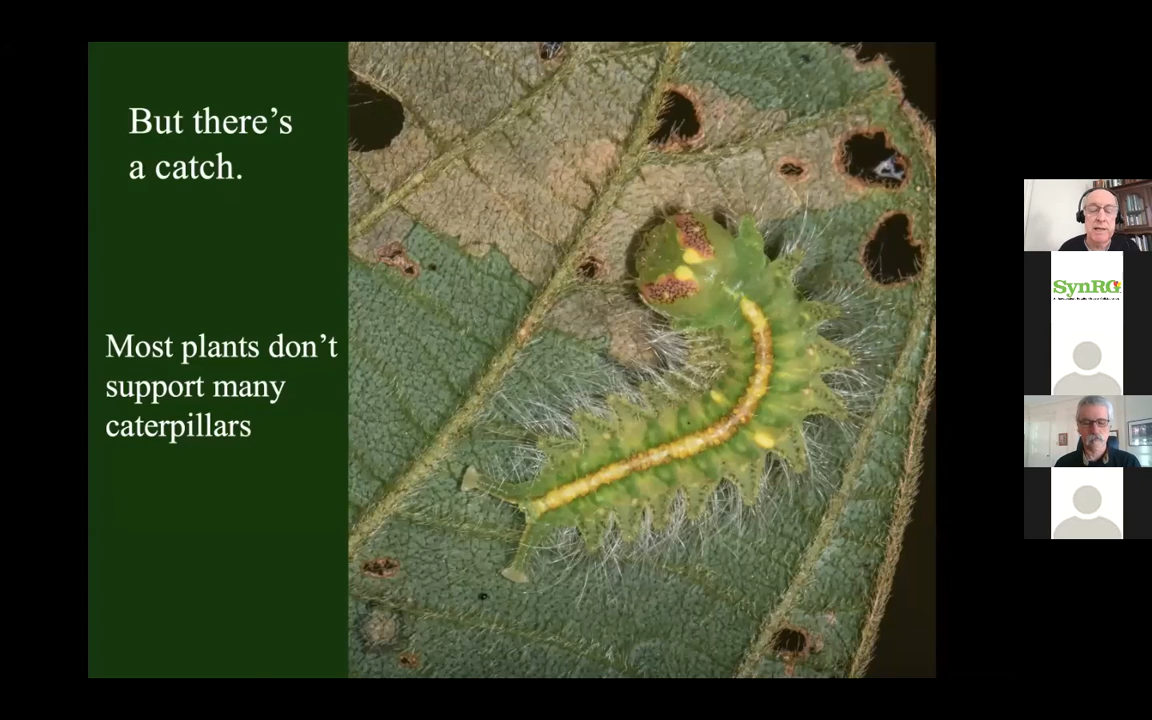 But there's
a catch.
Most plants don't
support many
caterpillars
SynRG